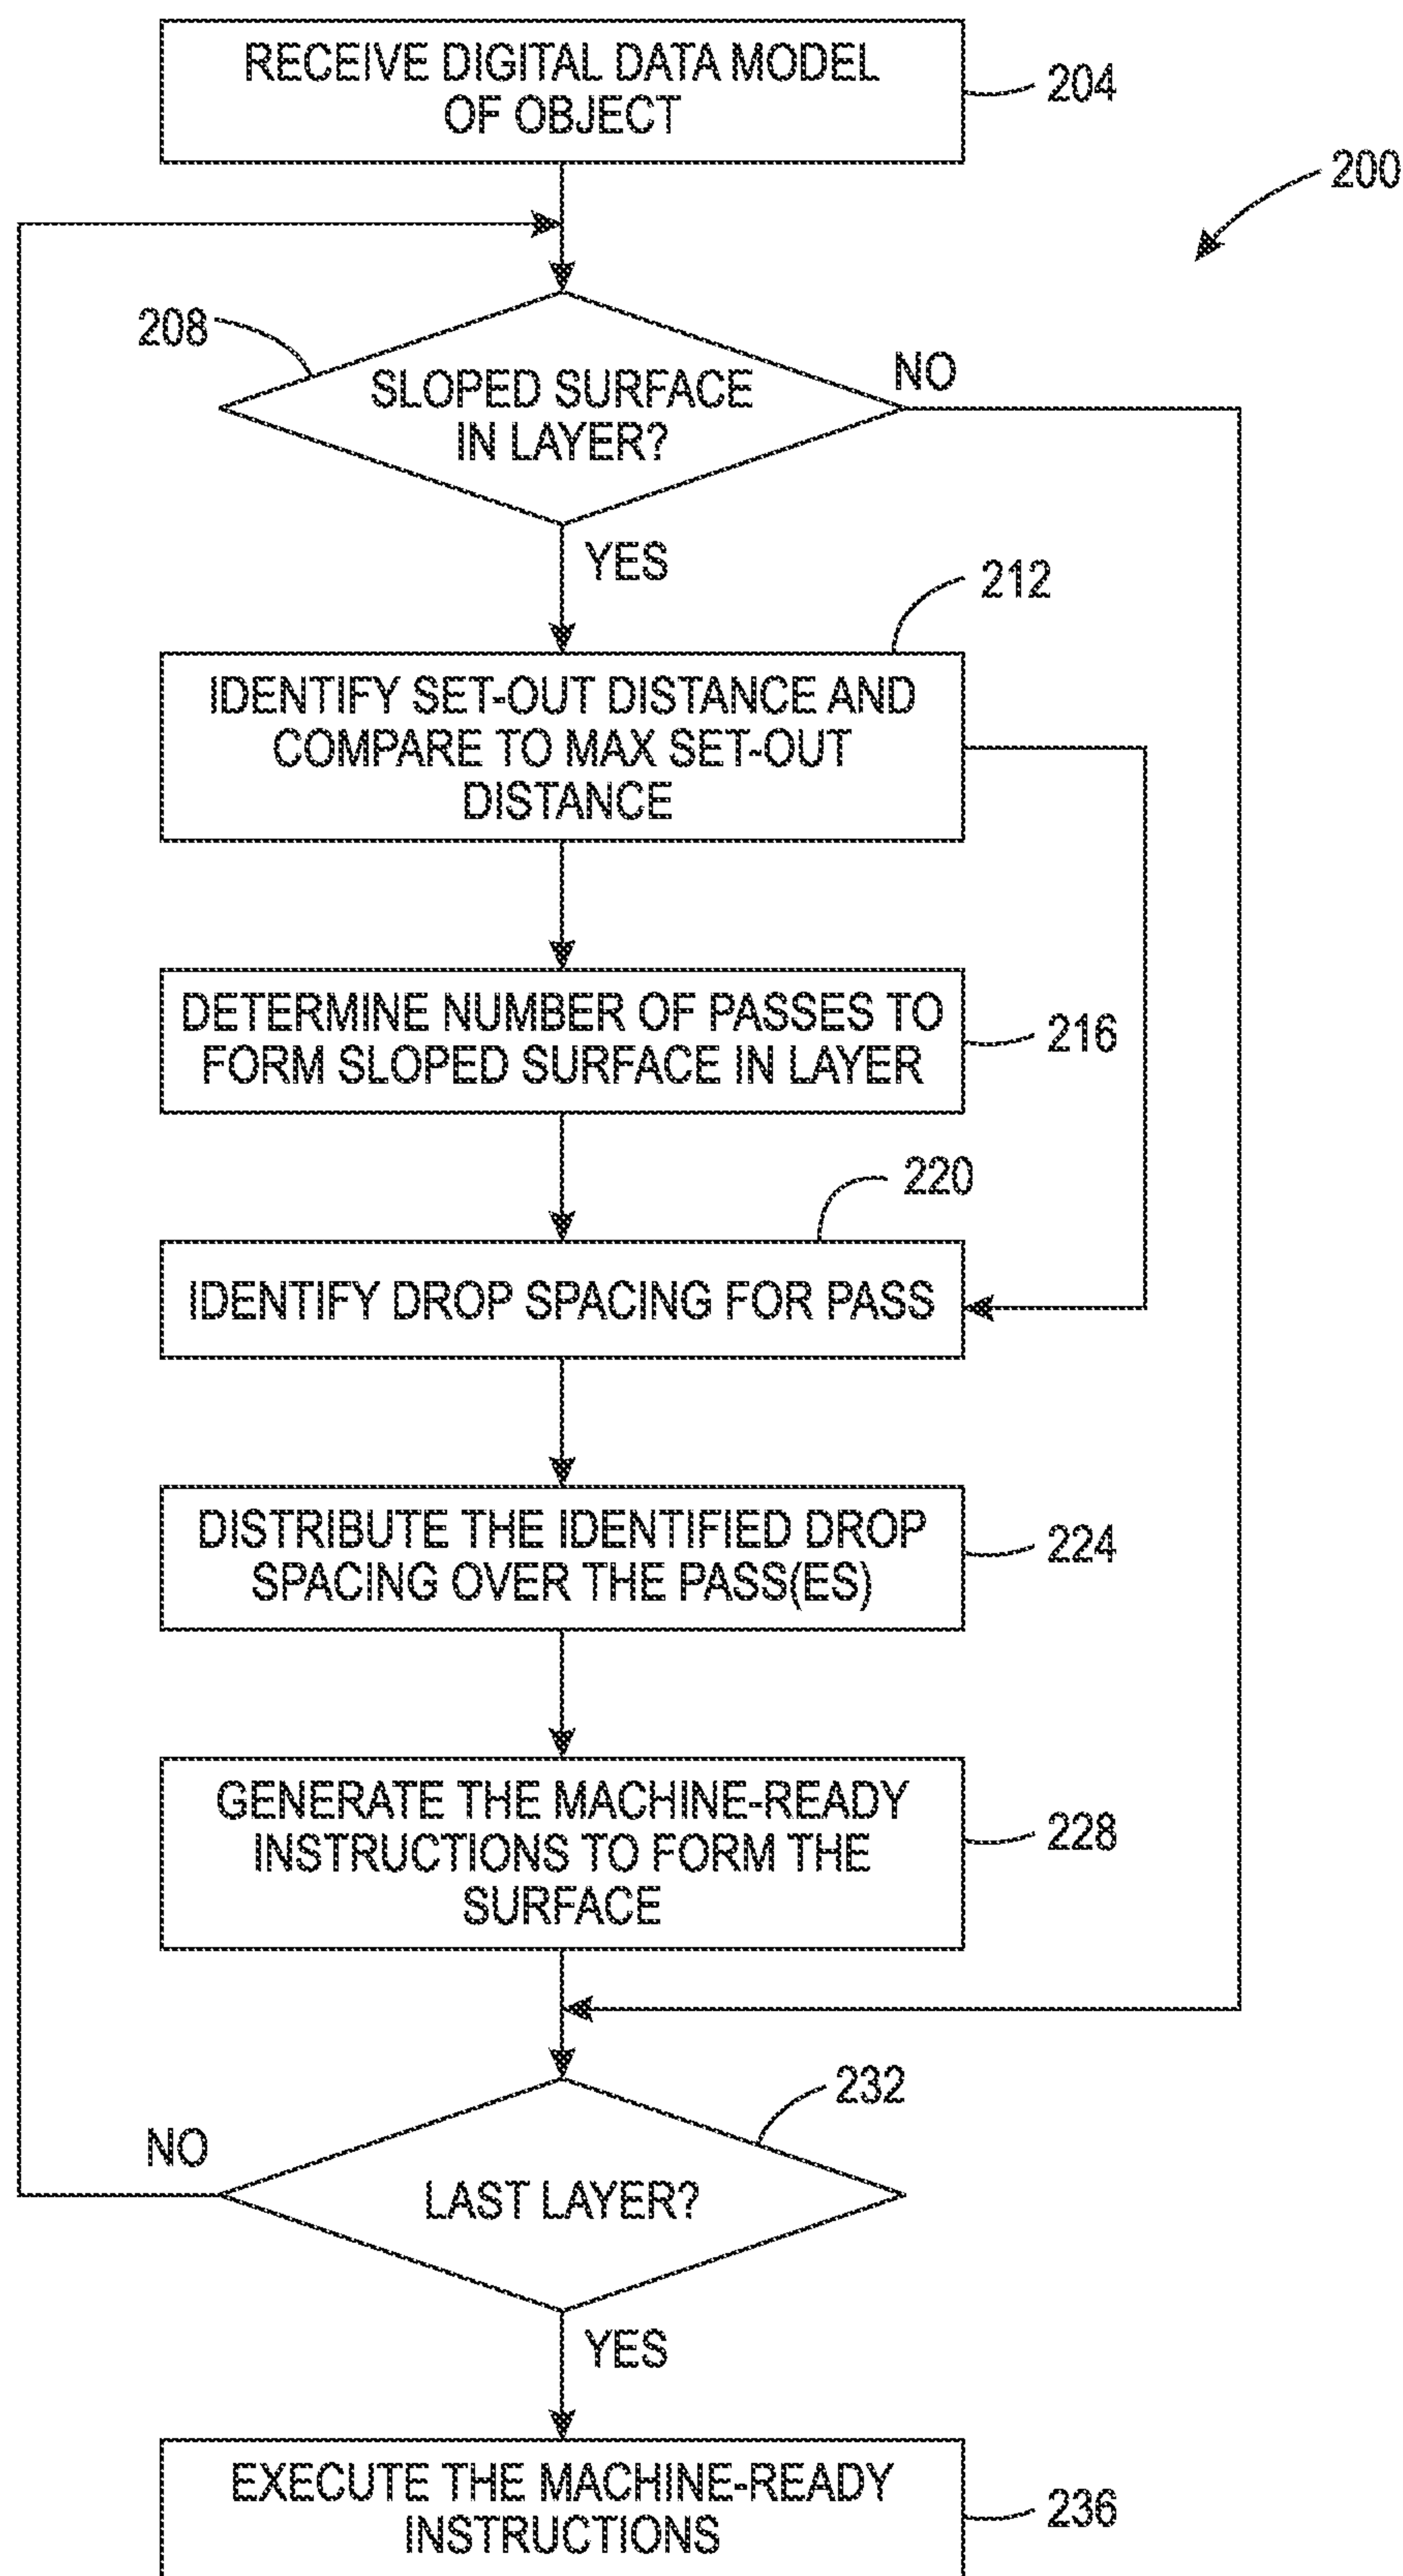 RECEIVE DIGITAL DATA MODEL
OF OBJECT
204
200
208
SLOPED SURFACE
IN LAYER?
NO
YES
212
IDENTIFY SET-OUT DISTANCE AND
COMPARE TO MAX SET-OUT
DISTANCE
DETERMINE NUMBER OF PASSES TO
FORM SLOPED SURFACE IN LAYER
216
220
IDENTIFY DROP SPACING FOR PASS
DISTRIBUTE THE IDENTIFIED DROP
SPACING OVER THE PASS(ES)
224
GENERATE THE MACHINE-READY
INSTRUCTIONS TO FORM THE
SURFACE
228
232
NO
LAST LAYER?
YES
EXECUTE THE MACHINE-READY
INSTRUCTIONS
236